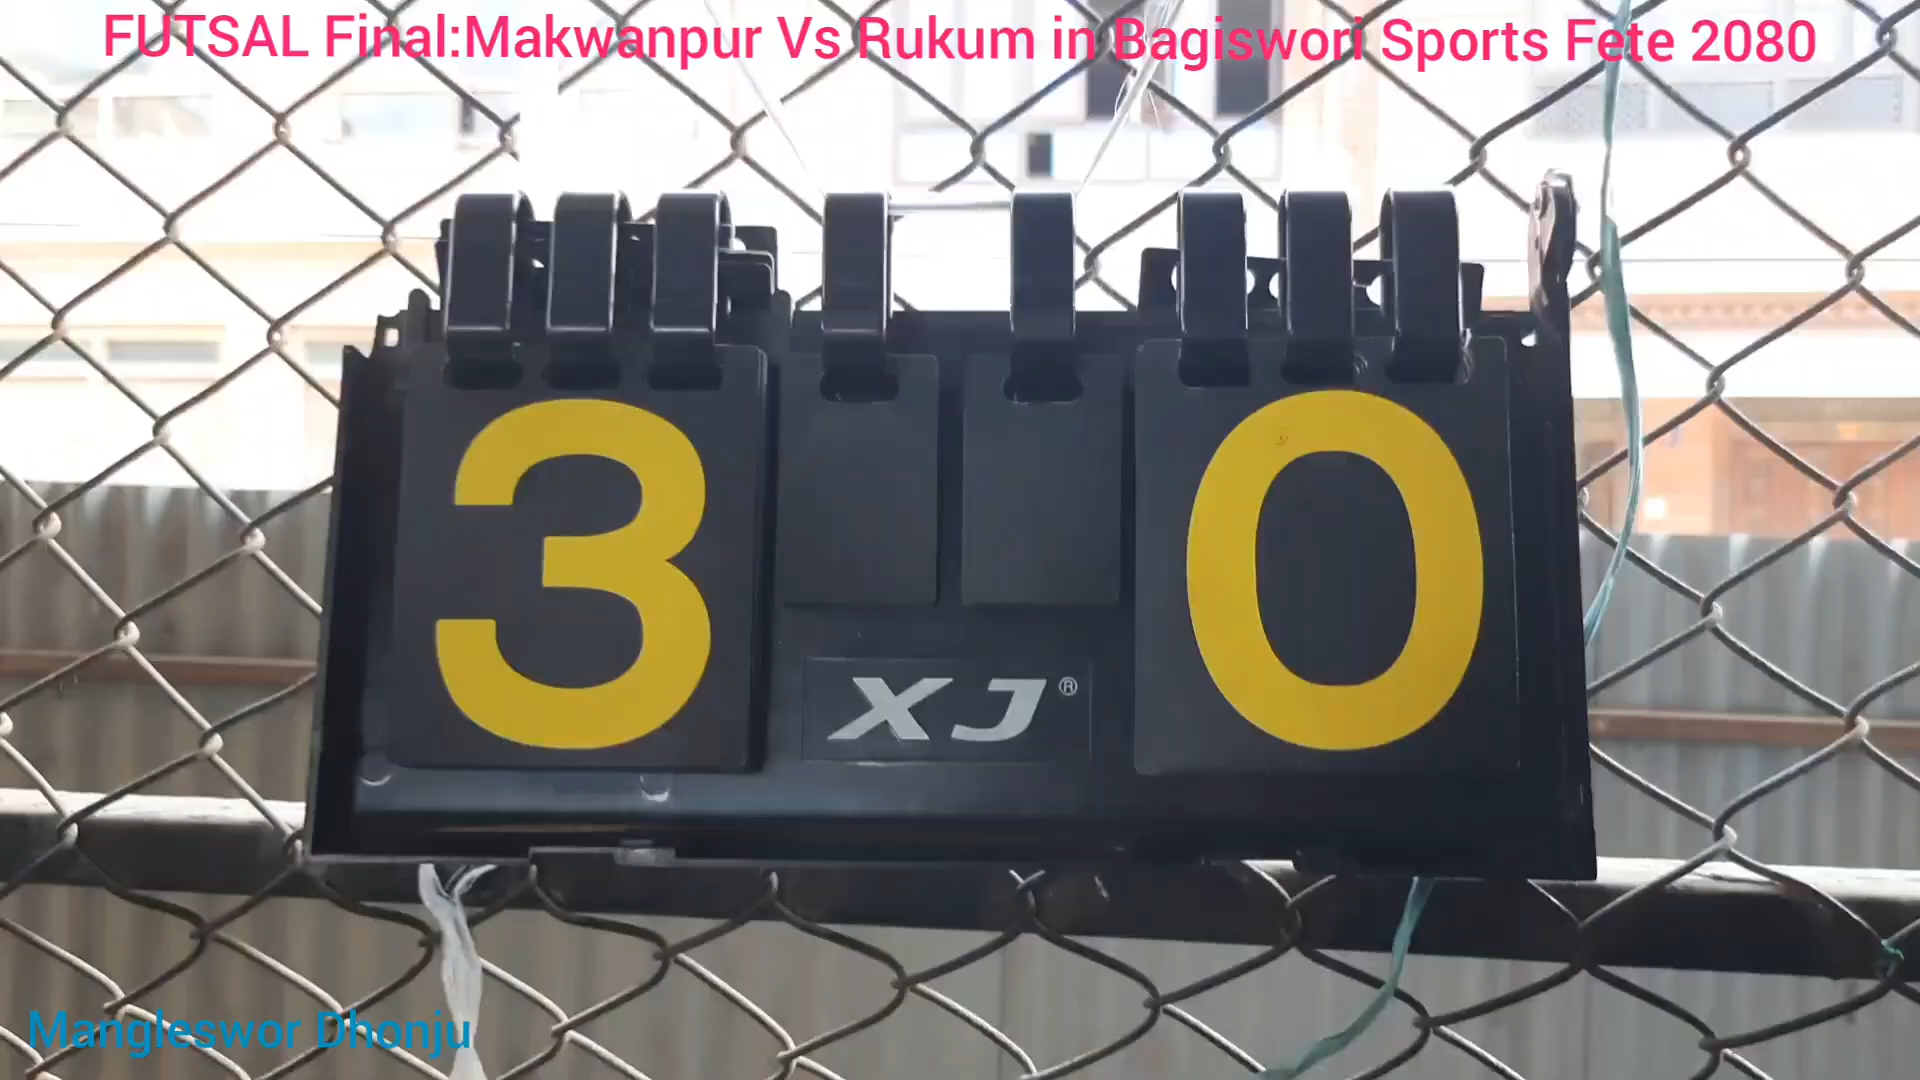 FUTSAL Final:Makwanpur Vs Rukum in Bagiswori Sports Fete 2080
3 0
XJ®
Mangleswor Dhonju